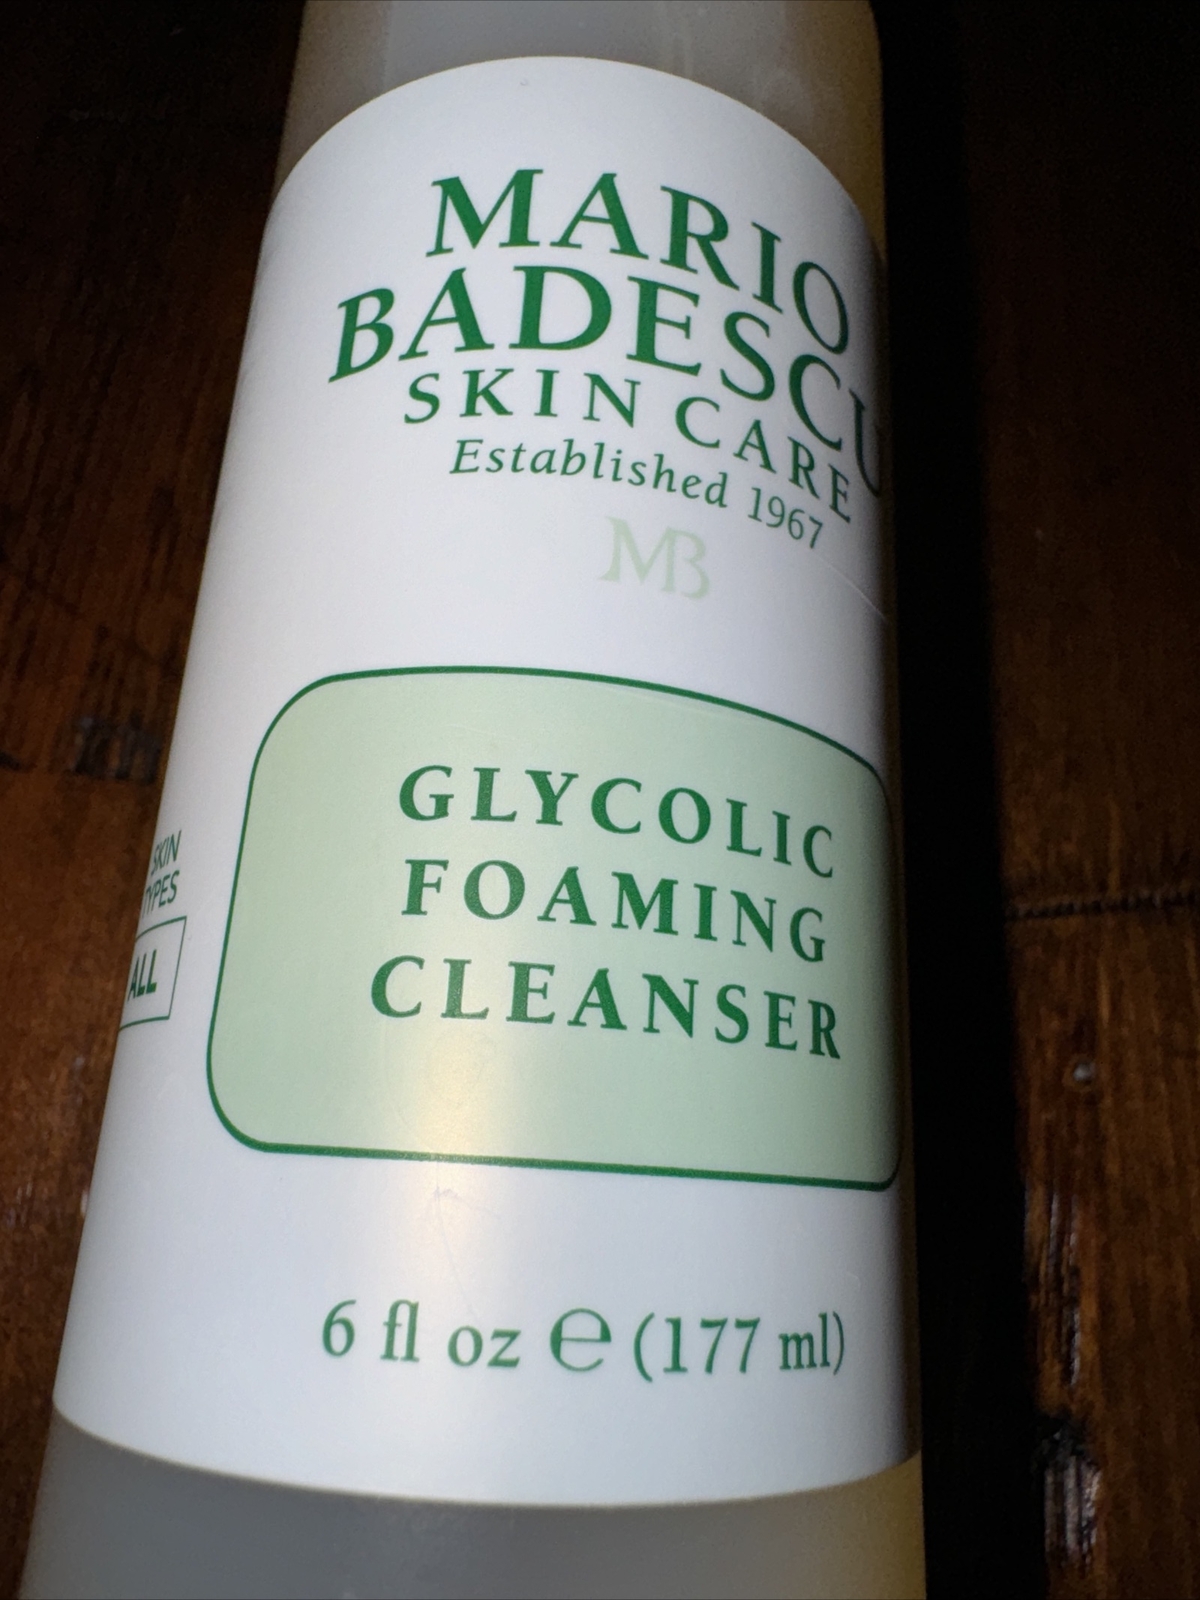 MARIO
BADESCU
SKIN CARE
Established 1967
MB
GLYCOLIC
FOAMING
CLEANSER
SKIN
TYPES
ALL
6 fl oz ℮ (177 ml)